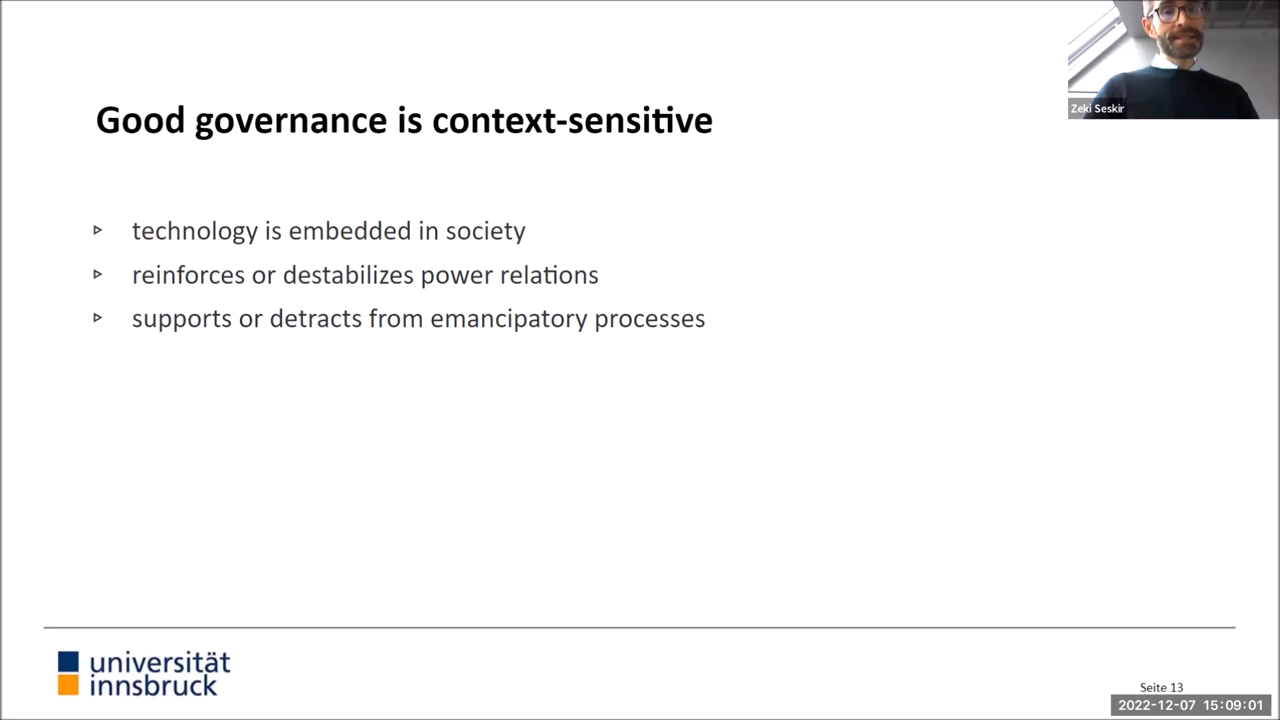 Zeki Seskir
Good governance is context-sensitive
technology is embedded in society
reinforces or destabilizes power relations
supports or detracts from emancipatory processes
universität
innsbruck
Seite 13
2022-12-07 15:09:01